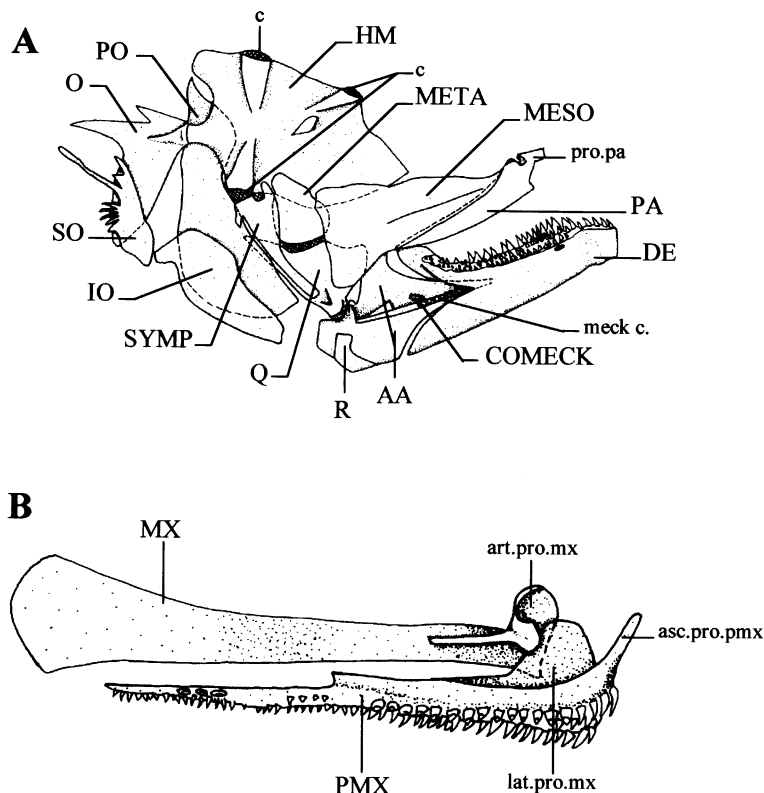 A
c
HM
PO
c
O
META
MESO
pro.pa
PA
SO
DE
IO
meck c.
SYMP
COMECK
Q
AA
R
B
MX
art.pro.mx
asc.pro.pmx
PMX
lat.pro.mx